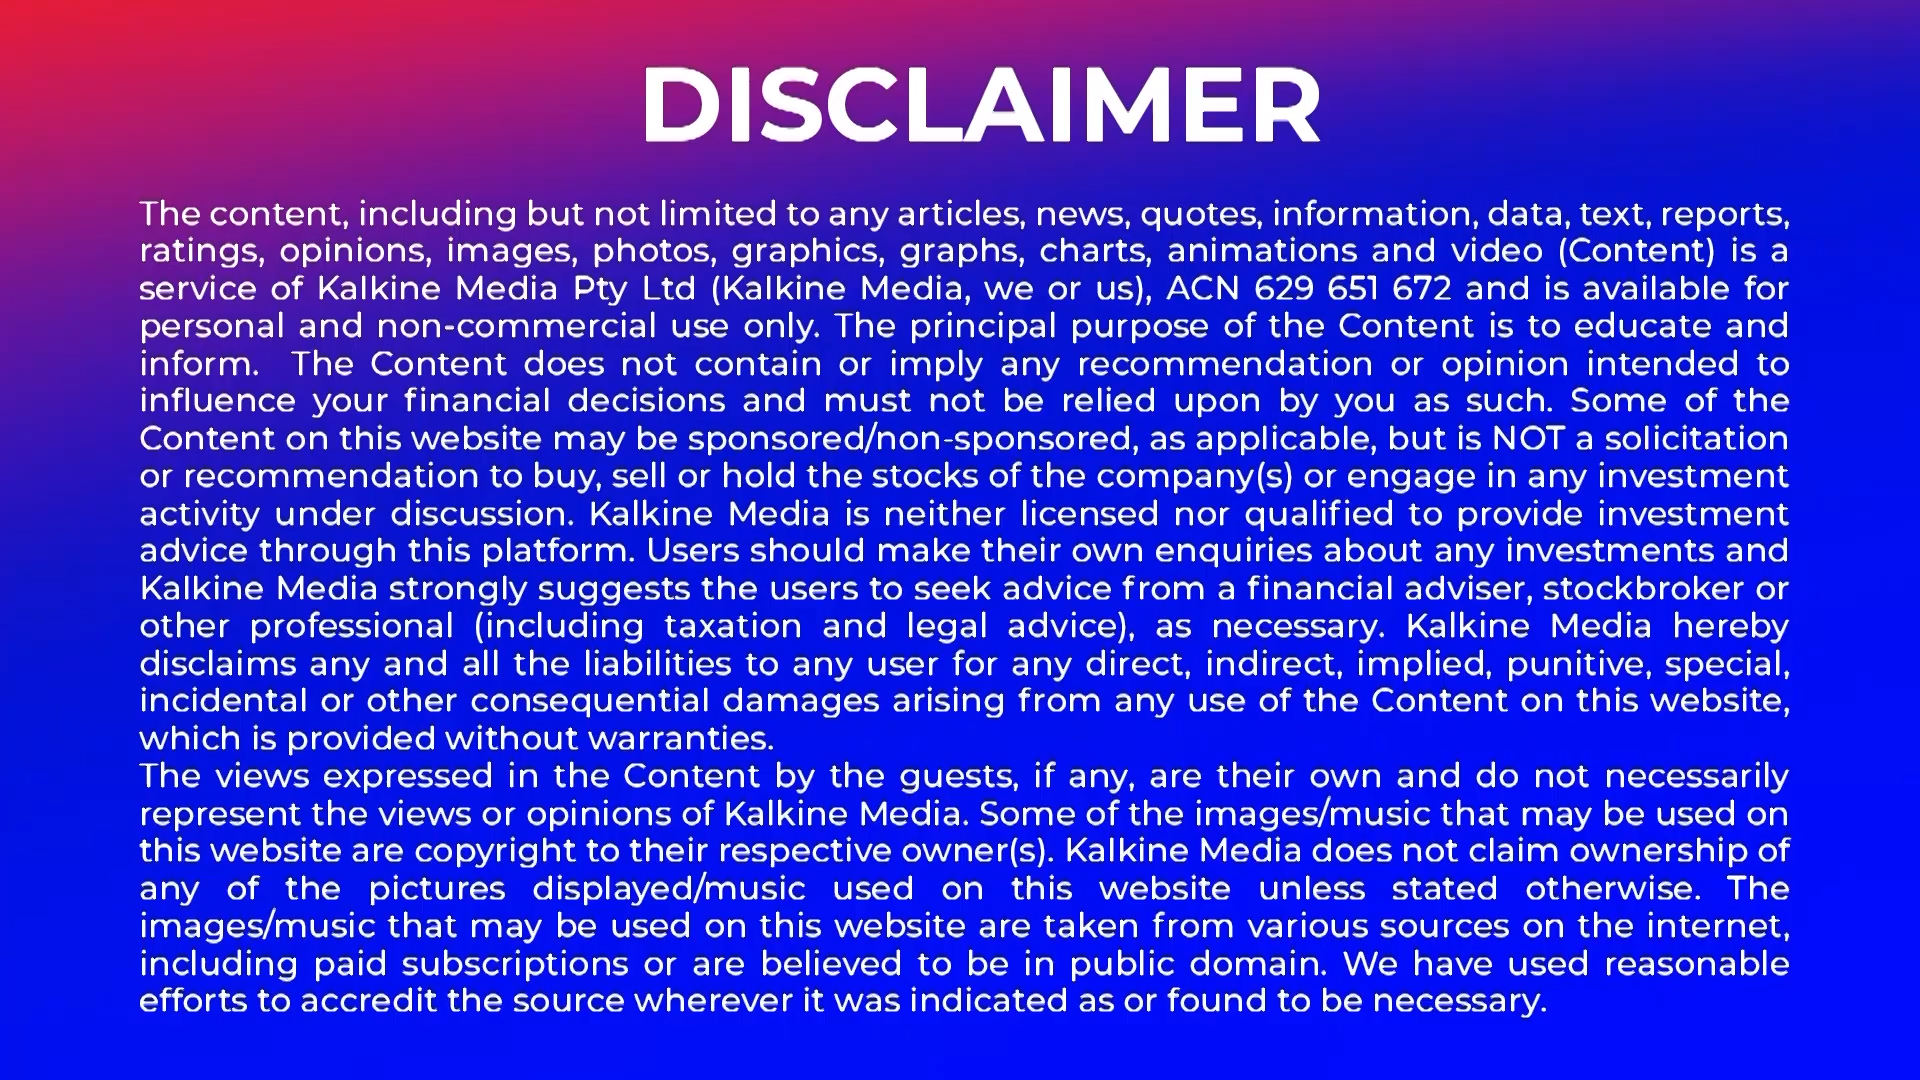 DISCLAIMER
The content, including but not limited to any articles, news, quotes, information, data, text, reports,
ratings, opinions, images, photos, graphics, graphs, charts, animations and video (Content) is a
service of Kalkine Media Pty Ltd (Kalkine Media, we or us), ACN 629 651 672 and is available for
personal and non-commercial use only. The principal purpose of the Content is to educate and
inform.  The Content does not contain or imply any recommendation or opinion intended to
influence your financial decisions and must not be relied upon by you as such. Some of the
Content on this website may be sponsored/non-sponsored, as applicable, but is NOT a solicitation
or recommendation to buy, sell or hold the stocks of the company(s) or engage in any investment
activity under discussion. Kalkine Media is neither licensed nor qualified to provide investment
advice through this platform. Users should make their own enquiries about any investments and
Kalkine Media strongly suggests the users to seek advice from a financial adviser, stockbroker or
other professional (including taxation and legal advice), as necessary. Kalkine Media hereby
disclaims any and all the liabilities to any user for any direct, indirect, implied, punitive, special,
incidental or other consequential damages arising from any use of the Content on this website,
which is provided without warranties.
The views expressed in the Content by the guests, if any, are their own and do not necessarily
represent the views or opinions of Kalkine Media. Some of the images/music that may be used on
this website are copyright to their respective owner(s). Kalkine Media does not claim ownership of
any of the pictures displayed/music used on this website unless stated otherwise. The
images/music that may be used on this website are taken from various sources on the internet,
including paid subscriptions or are believed to be in public domain. We have used reasonable
efforts to accredit the source wherever it was indicated as or found to be necessary.